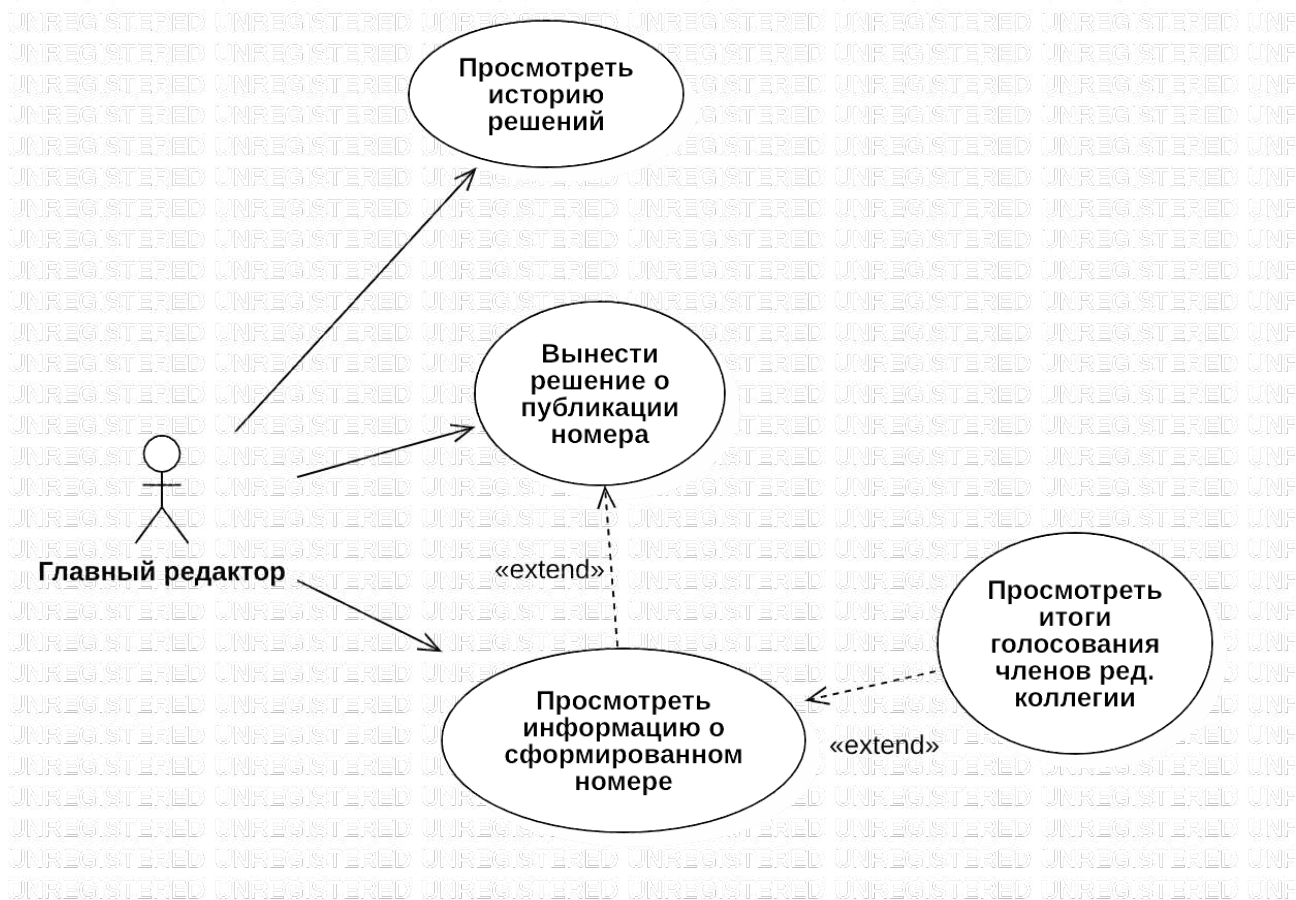 Просмотреть
историю
решений
Вынести
решение о
публикации
номера
Главный редактор
«extend»
Просмотреть
итоги
голосования
членов ред.
коллегии
Просмотреть
информацию о
сформированном
номере
«extend»
UNREGISTERED